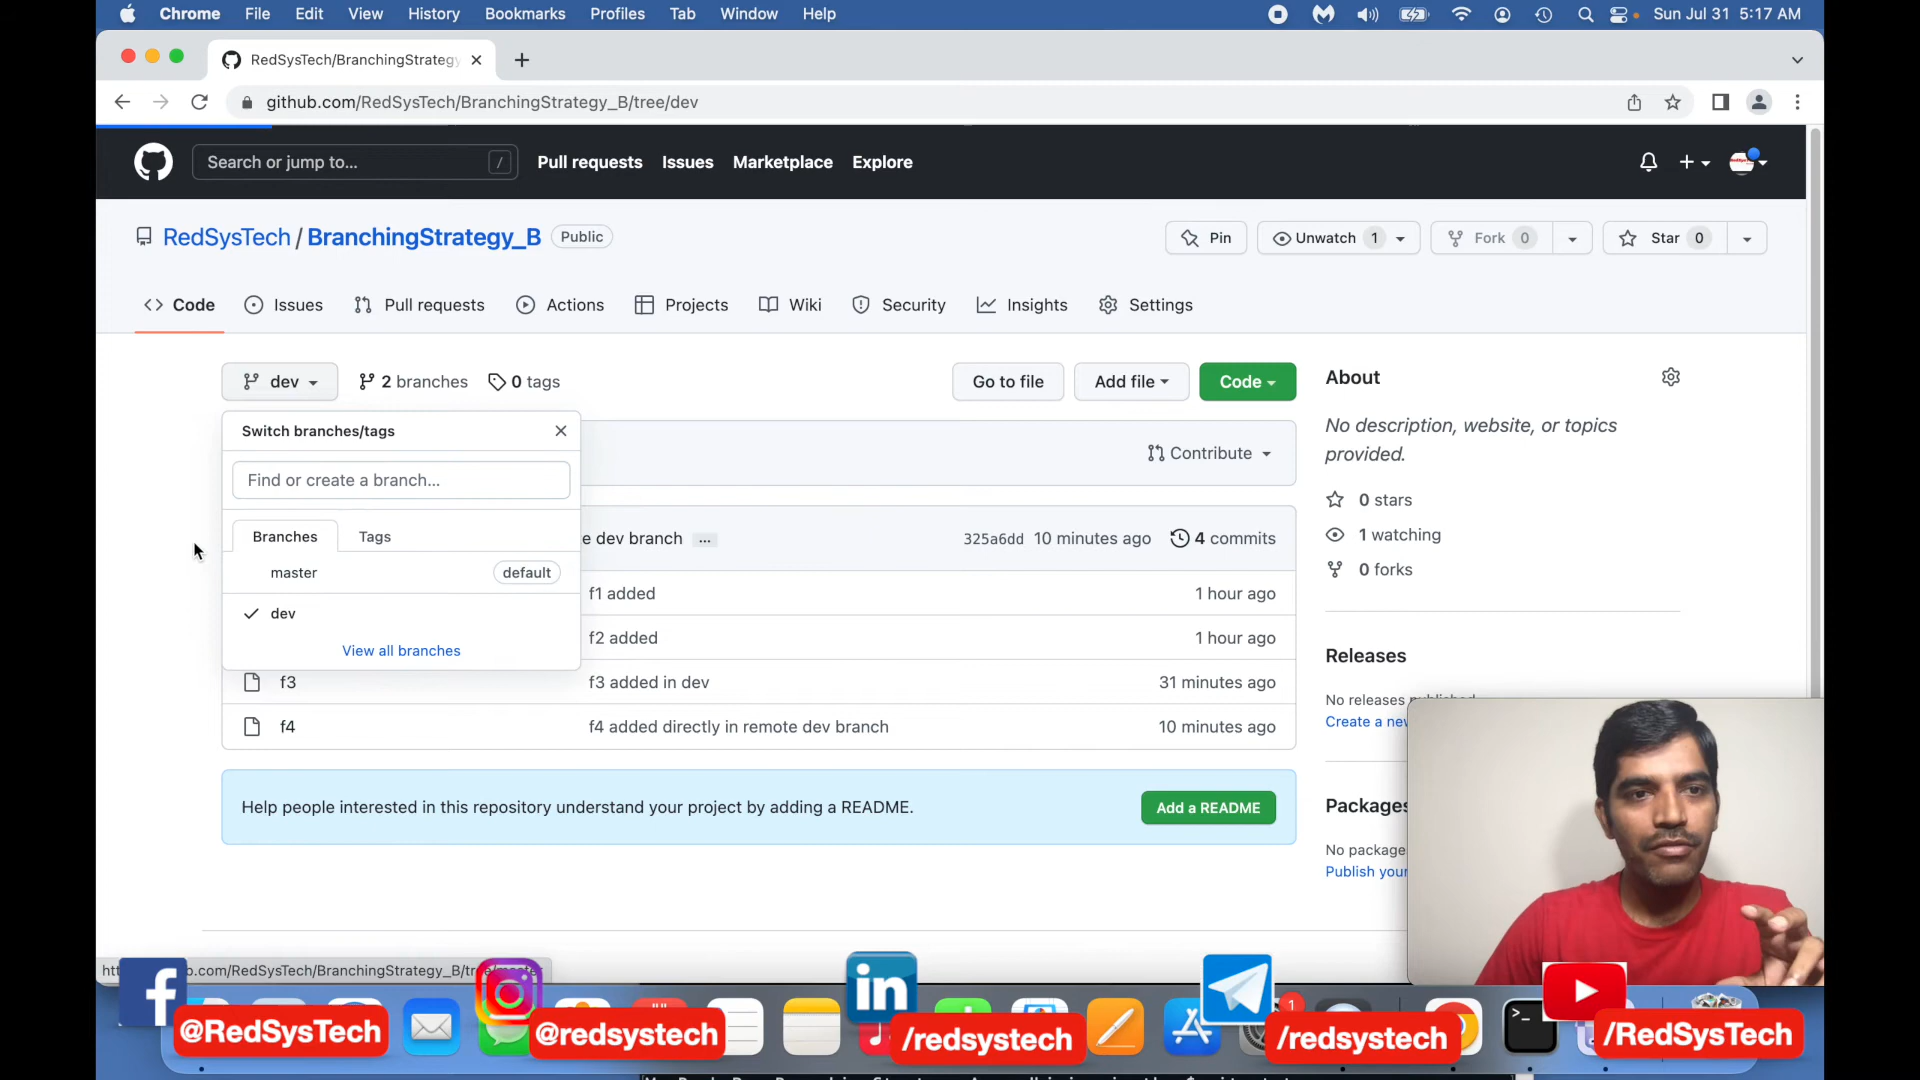 Chrome File Edit View History Bookmarks Profiles Tab Window Help Sun Jul 31 5:17 AM
RedSysTech/BranchingStrateg
github.com/RedSysTech/BranchingStrategy_B/tree/dev
Search or jump to... / Pull requests Issues Marketplace Explore
RedSysTech / BranchingStrategy_B Public Pin Unwatch 1 Fork 0 Star 0
Code Issues Pull requests Actions Projects Wiki Security Insights Settings
dev 2 branches 0 tags Go to file Add file Code
About
No description, website, or topics
provided.
0 stars
1 watching
0 forks
Switch branches/tags
Find or create a branch...
Branches Tags
master default
dev
View all branches
Contribute
e dev branch ... 325a6dd 10 minutes ago 4 commits
f1 added 1 hour ago
f2 added 1 hour ago
f3 f3 added in dev 31 minutes ago
f4 f4 added directly in remote dev branch 10 minutes ago
Help people interested in this repository understand your project by adding a README. Add a README
Releases
No releases published
Create a new
Packages
No package
Publish your
.com/RedSysTech/BranchingStrategy_B/tree/master
@RedSysTech
@redsystech
in
/redsystech
1
/redsystech
/RedSysTech